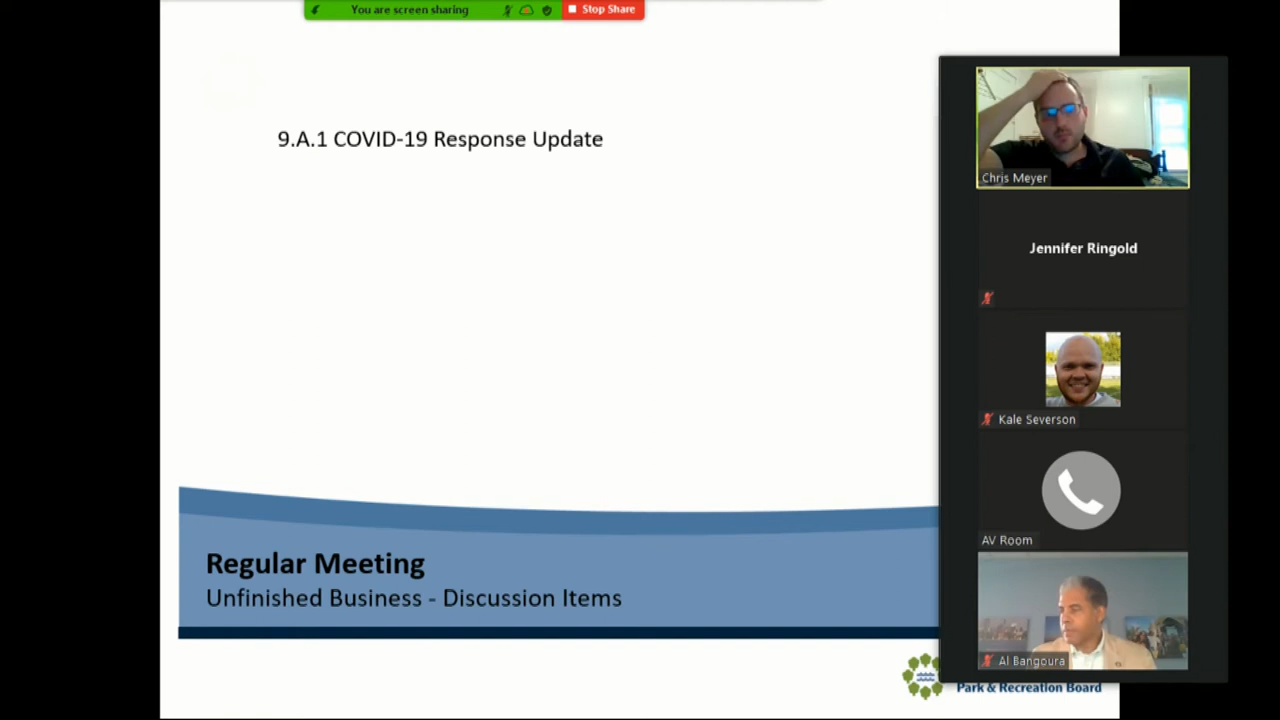 You are screen sharing
Stop Share
9.A.1 COVID-19 Response Update
Chris Meyer
Jennifer Ringold
Kale Severson
AV Room
Regular Meeting
Unfinished Business - Discussion Items
Al Bangoura
Park & Recreation Board